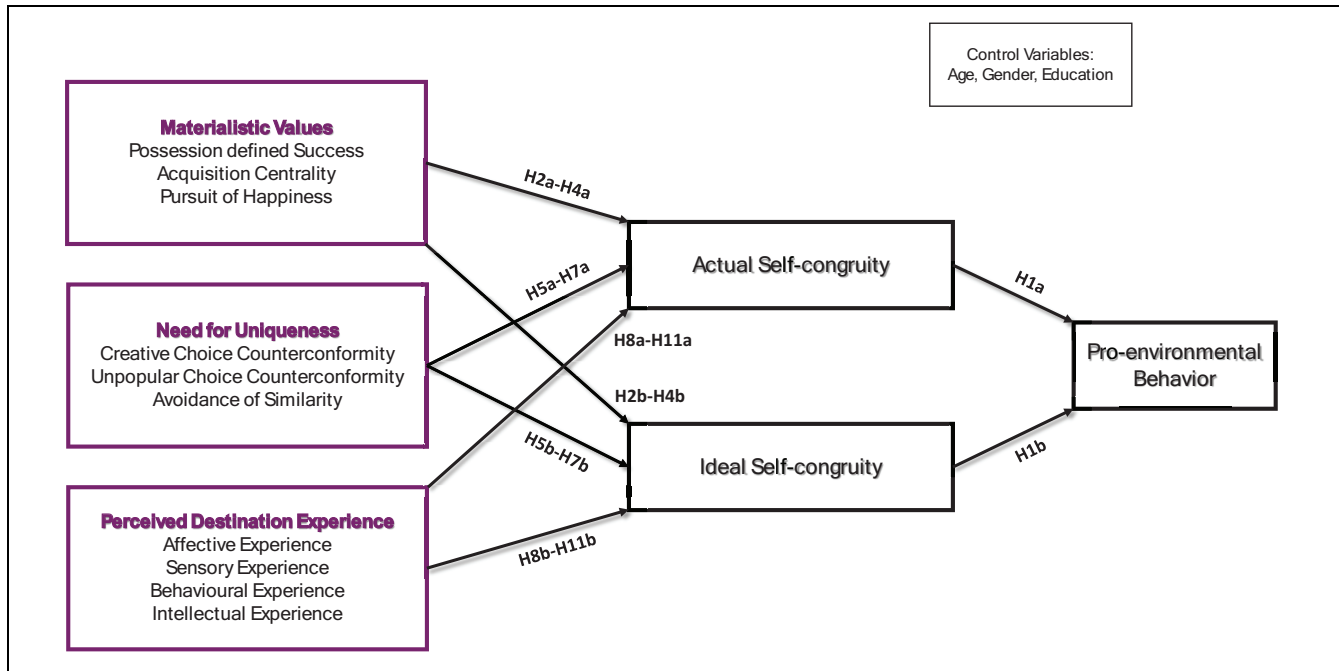 Control Variables:
Age, Gender, Education
Materialistic Values
Possession defined Success
Acquisition Centrality
Pursuit of Happiness
H2a-H4a
Actual Self-congruity
H5a-H7a
H1a
Need for Uniqueness
Creative Choice Counterconformity
Unpopular Choice Counterconformity
Avoidance of Similarity
H8a-H11a
Pro-environmental
Behavior
H2b-H4b
H5b-H7b
Ideal Self-congruity
H1b
Perceived Destination Experience
Affective Experience
Sensory Experience
Behavioural Experience
Intellectual Experience
H8b-H11b